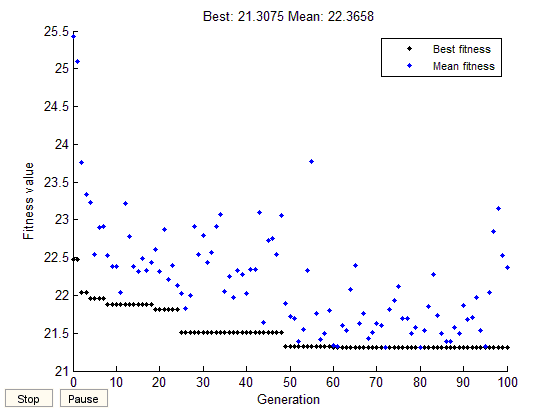 Best: 21.3075 Mean: 22.3658
25.5
25
24.5
24
23.5
23
22.5
22
21.5
21
Fitness value
Best fitness
Mean fitness
0 10 20 30 40 50 60 70 80 90 100
Generation
Stop Pause